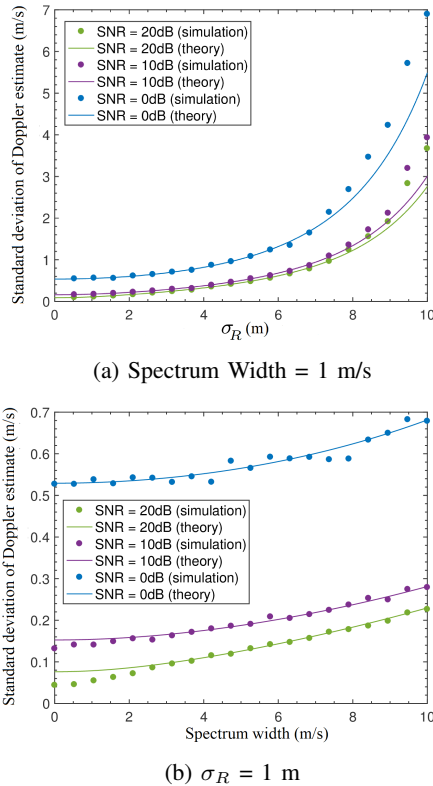 Standard deviation of Doppler estimate (m/s)
7
6
5
4
3
2
1
0
SNR = 20dB (simulation)
SNR = 20dB (theory)
SNR = 10dB (simulation)
SNR = 10dB (theory)
SNR = 0dB (simulation)
SNR = 0dB (theory)
0 2 4 6 8 10
σR (m)
(a) Spectrum Width = 1 m/s
Standard deviation of Doppler estimate (m/s)
0.7
0.6
0.5
0.4
0.3
0.2
0.1
0
SNR = 20dB (simulation)
SNR = 20dB (theory)
SNR = 10dB (simulation)
SNR = 10dB (theory)
SNR = 0dB (simulation)
SNR = 0dB (theory)
0 2 4 6 8 10
Spectrum width (m/s)
(b) σR = 1 m